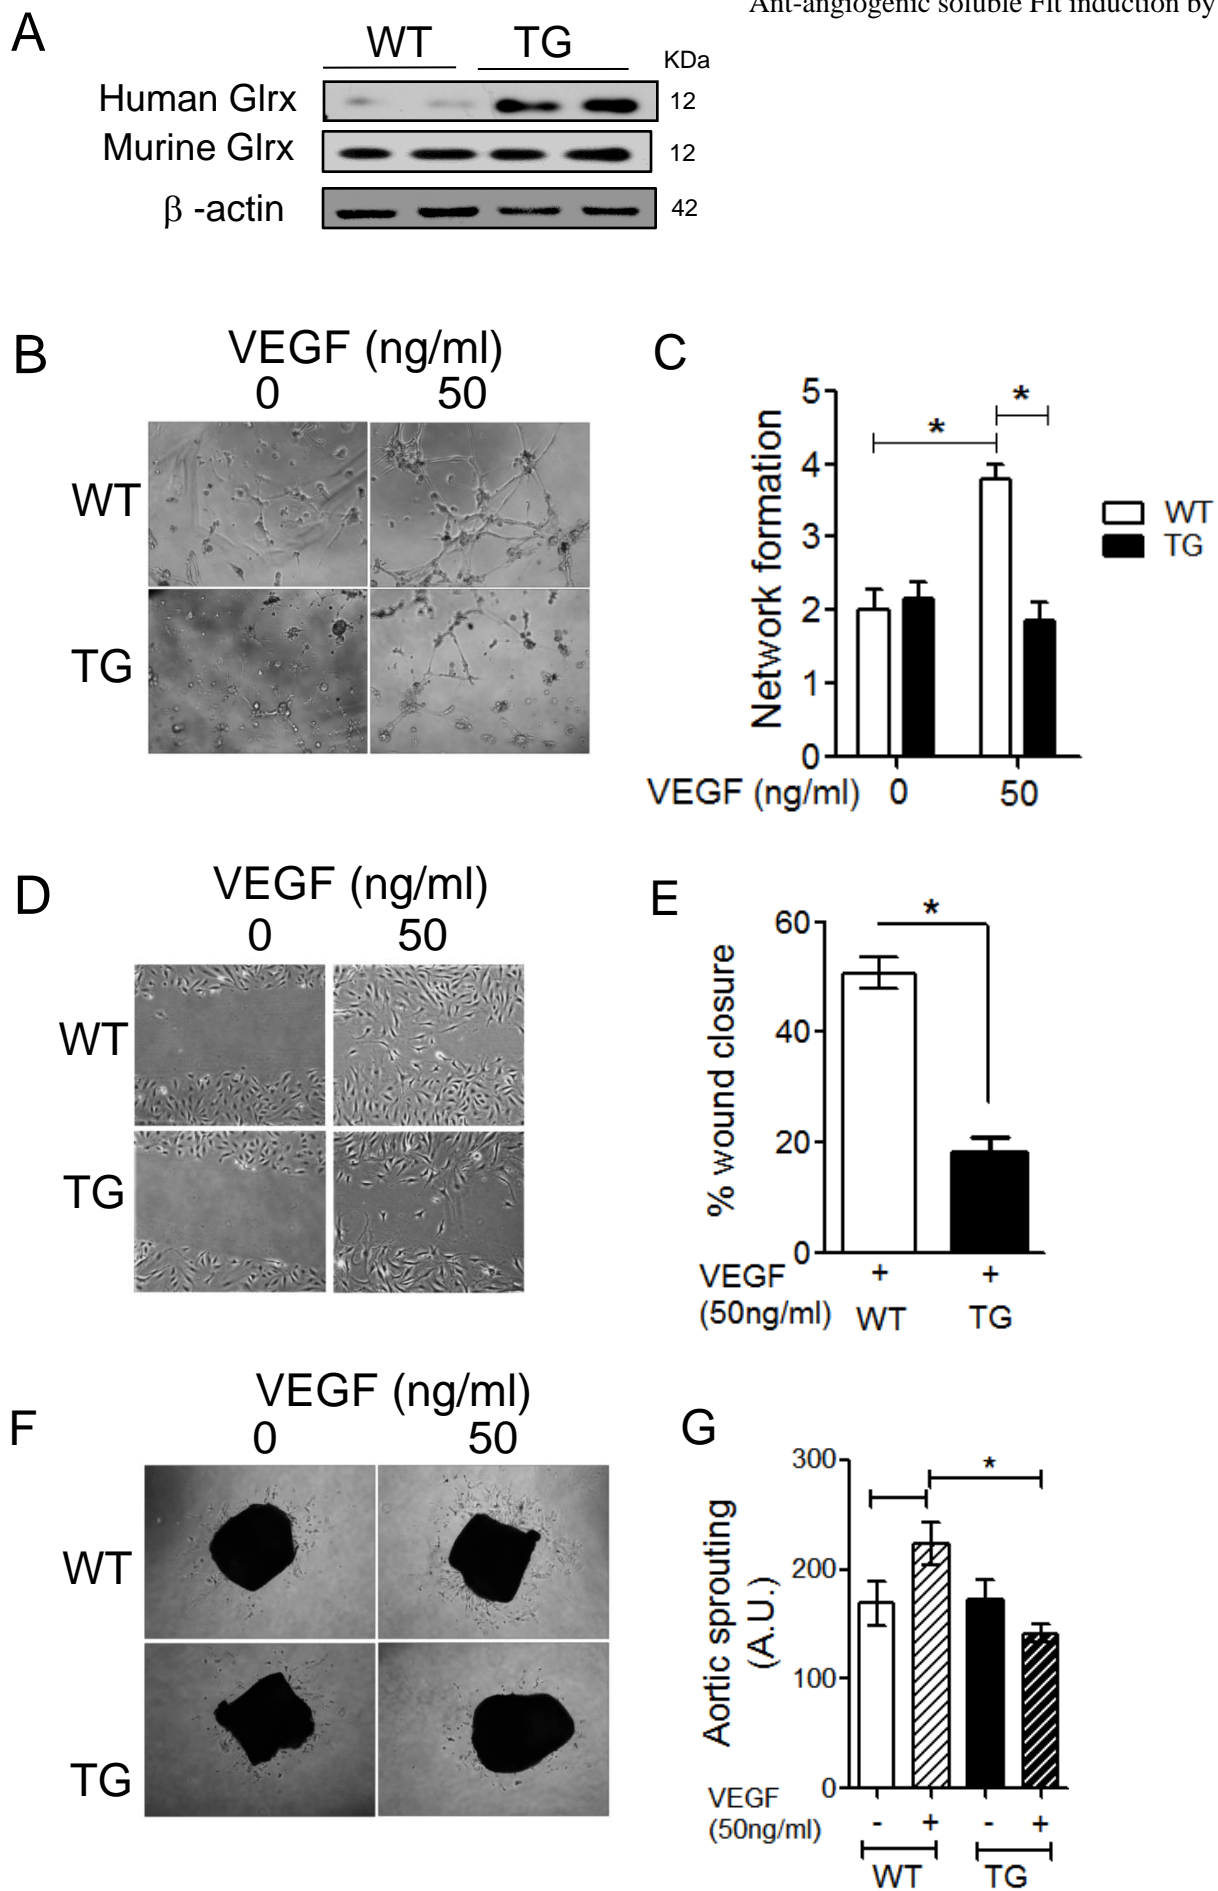 Ant-angiogenic soluble Flt induction by
A
WT TG KDa
Human Glrx 12
Murine Glrx 12
β -actin 42
B
VEGF (ng/ml)
0 50
WT
TG
C
Network formation
5
4
3
2
1
0
* *
WT
TG
VEGF (ng/ml) 0 50
D
VEGF (ng/ml)
0 50
WT
TG
E
% wound closure
60
40
20
0
*
VEGF + +
(50ng/ml) WT TG
F
VEGF (ng/ml)
0 50
WT
TG
G
Aortic sprouting
(A.U.)
300
200
100
0
*
VEGF
(50ng/ml) - + - +
WT TG